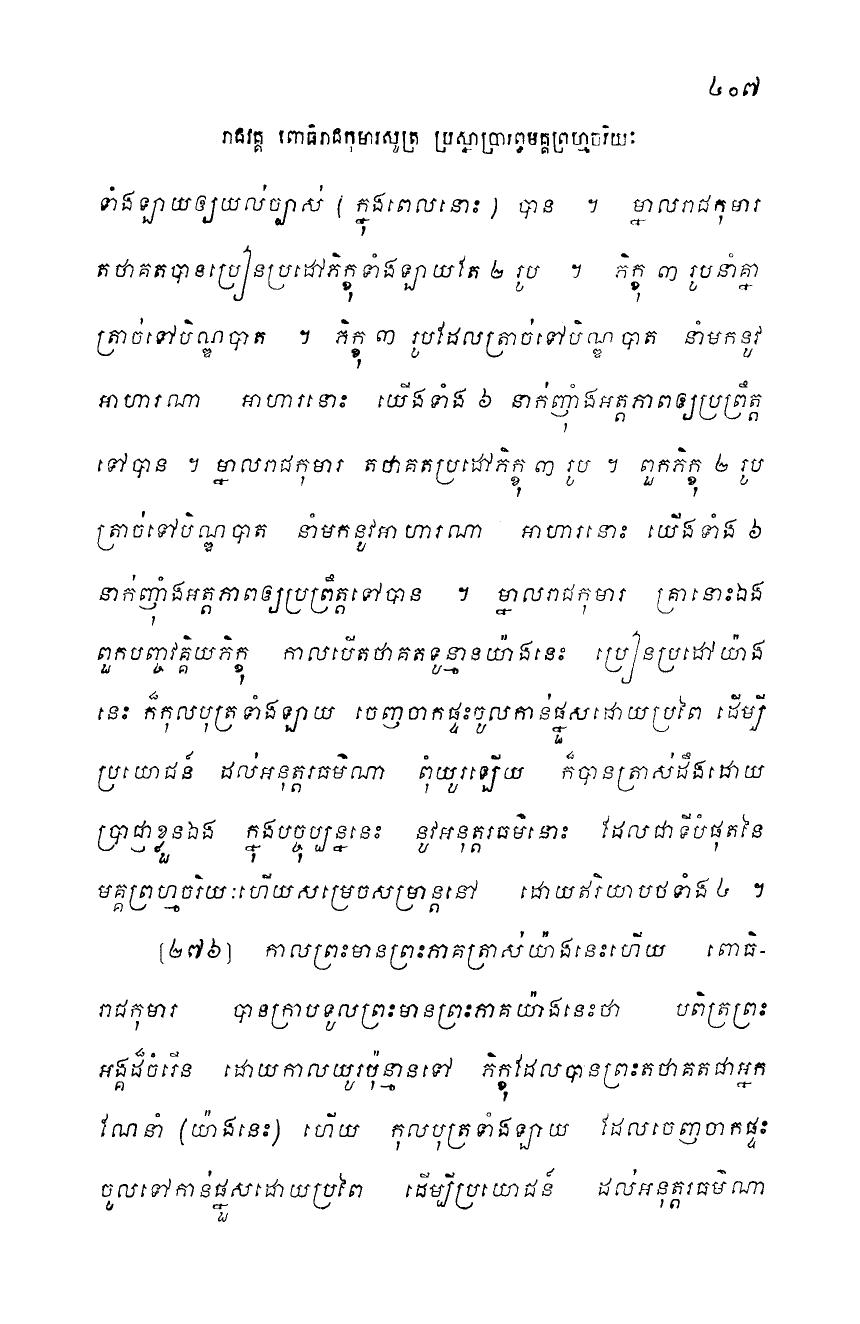 ៤០៧
រាជវគ្គ ពោធិរាជកុមារសូត្រ ប្រស្នាប្រារព្ធមគ្គព្រហ្មចរិយៈ
ទាំងឡាយឲ្យយល់ច្បាស់ (ក្នុងពេលនោះ) បាន ។ ម្នាលរាជកុមារ
តថាគតបានប្រៀនប្រដៅភិក្ខុទាំងឡាយតែ ២ រូប ។ ភិក្ខុ ៣ រូបនាំគ្នា
ត្រាច់ទៅបិណ្ឌបាត ។ ភិក្ខុ ៣ រូបដែលត្រាច់ទៅបិណ្ឌបាត នាំមកនូវ
អាហារណា អាហារនោះ យើងទាំង ៦ នាក់ញ៉ាំងអត្តភាពឲ្យប្រព្រឹត្ត
ទៅបាន ។ ម្នាលរាជកុមារ តថាគតប្រដៅភិក្ខុ ៣ រូប ។ ពួកភិក្ខុ ២ រូប
ត្រាច់ទៅបិណ្ឌបាត នាំមកនូវអាហារណា អាហារនោះ យើងទាំង ៦
នាក់ញ៉ាំងអត្តភាពឲ្យប្រព្រឹត្តទៅបាន ។ ម្នាលរាជកុមារ គ្រានោះឯង
ពួកបញ្ចវគ្គិយភិក្ខុ កាលបើតថាគតទូន្មានយ៉ាងនេះ ប្រៀនប្រដៅយ៉ាង
នេះ ក៏កុលបុត្រទាំងឡាយ ចេញចាកផ្ទះចូលកាន់ផ្នួសដោយប្រពៃ ដើម្បី
ប្រយោជន៍ ដល់អនុត្តរធម៌ណា ពុំយូរឡើយ ក៏បានត្រាស់ដឹងដោយ
ប្រាជ្ញាខ្លួនឯង ក្នុងបច្ចុប្បន្ននេះ នូវអនុត្តរធម៌នោះ ដែលជាទីបំផុតនៃ
មគ្គព្រហ្មចរិយៈហើយសម្រេចសម្រាន្តនៅ ដោយឥរិយាបថទាំង ៤ ។
[២៧៦] កាលព្រះមានព្រះភាគត្រាស់យ៉ាងនេះហើយ ពោធិ-
រាជកុមារ បានក្រាបទូលព្រះមានព្រះភាគយ៉ាងនេះថា បពិត្រព្រះ
អង្គដ៏ចំរើន ដោយកាលយូរប៉ុន្មានទៅ ភិក្ខុដែលបានព្រះតថាគតជាអ្នក
ណែនាំ (យ៉ាងនេះ) ហើយ កុលបុត្រទាំងឡាយ ដែលចេញចាកផ្ទះ
ចូលទៅកាន់ផ្នួសដោយប្រពៃ ដើម្បីប្រយោជន៍ ដល់អនុត្តរធម៌ណា